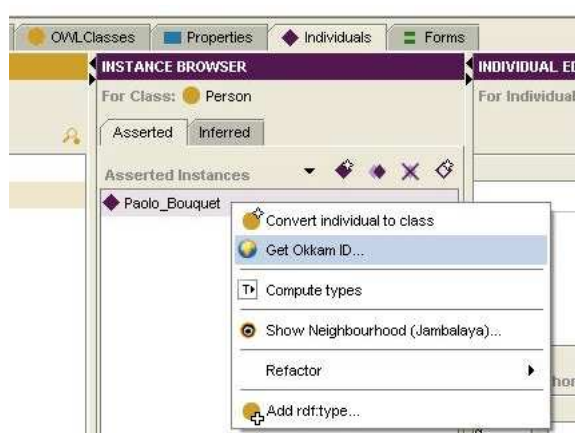 OWLClasses Properties Individuals Forms
INSTANCE BROWSER
For Class: Person
Asserted Inferred
Asserted Instances
Paolo_Bouquet
Convert individual to class
Get Okkam ID...
Compute types
Show Neighbourhood (Jambalaya)...
Refactor
Add rdf:type...
INDIVIDUAL
For Individual